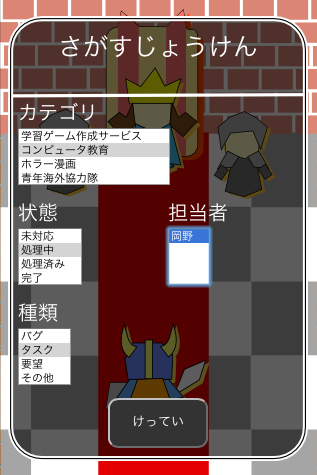 さがすじょうけん
カテゴリ
学習ゲーム作成サービス
コンピュータ教育
ホラー漫画
青年海外協力隊
状態
未対応
処理中
処理済み
完了
担当者
岡野
種類
バグ
タスク
要望
その他
けってい